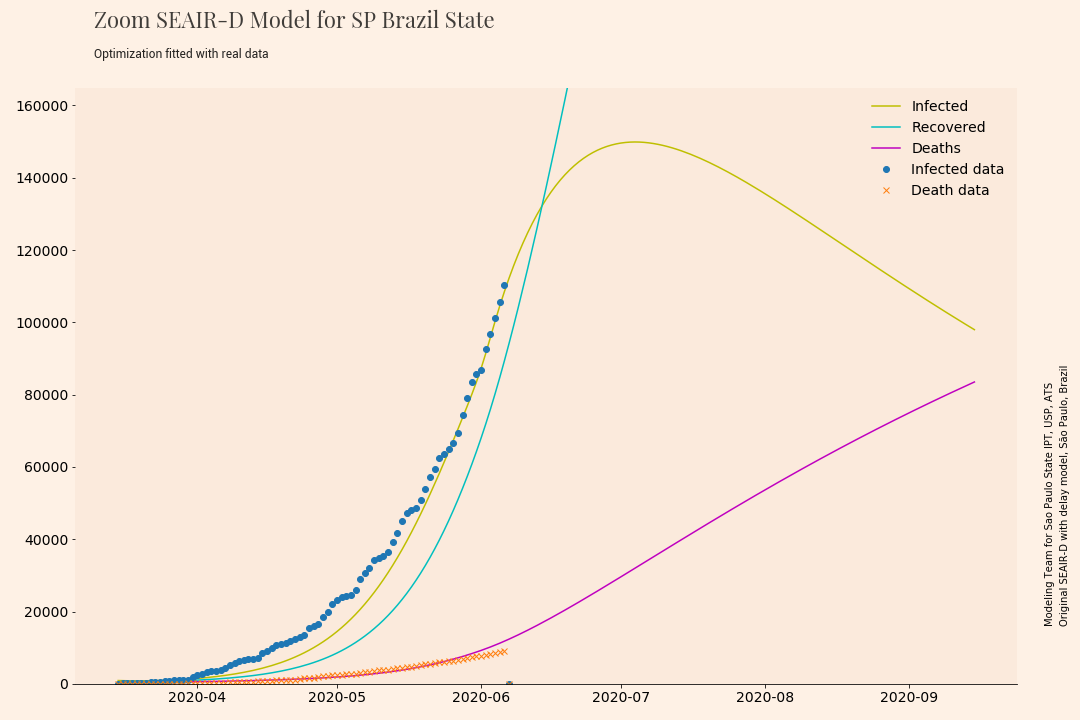 Zoom SEAIR-D Model for SP Brazil State
Optimization fitted with real data
160000
140000
120000
100000
80000
60000
40000
20000
0
2020-04
2020-05
2020-06
2020-07
2020-08
2020-09
Infected
Recovered
Deaths
Infected data
Death data
Modeling Team for Sao Paulo State IPT, USP, ATS
Original SEAIR-D with delay model, São Paulo, Brazil